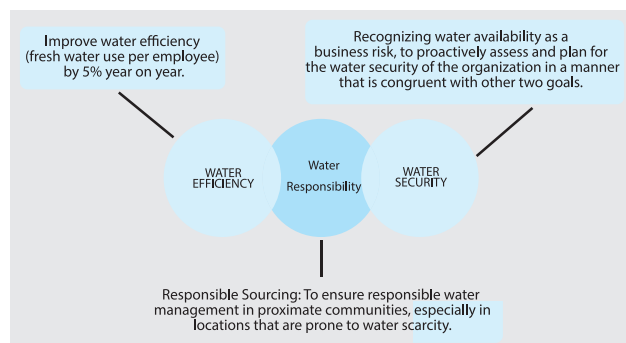 Improve water efficiency
(fresh water use per employee)
by 5% year on year.
Recognizing water availability as a
business risk, to proactively assess and plan for
the water security of the organization in a manner
that is congruent with other two goals.
WATER
EFFICIENCY
Water
Responsibility
WATER
SECURITY
Responsible Sourcing: To ensure responsible water
management in proximate communities, especially in
locations that are prone to water scarcity.